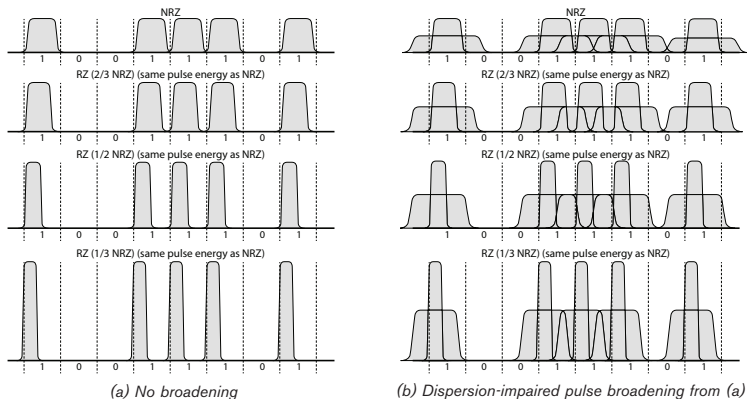 NRZ
1 0 0 1 1 1 0 1
RZ (2/3 NRZ) (same pulse energy as NRZ)
1 0 0 1 1 1 0 1
RZ (1/2 NRZ) (same pulse energy as NRZ)
1 0 0 1 1 1 0 1
RZ (1/3 NRZ) (same pulse energy as NRZ)
1 0 0 1 1 1 0 1
(a) No broadening
NRZ
1 0 0 1 1 1 0 1
RZ (2/3 NRZ) (same pulse energy as NRZ)
1 0 0 1 1 1 0 1
RZ (1/2 NRZ) (same pulse energy as NRZ)
1 0 0 1 1 1 0 1
RZ (1/3 NRZ) (same pulse energy as NRZ)
1 0 0 1 1 1 0 1
(b) Dispersion-impaired pulse broadening from (a)